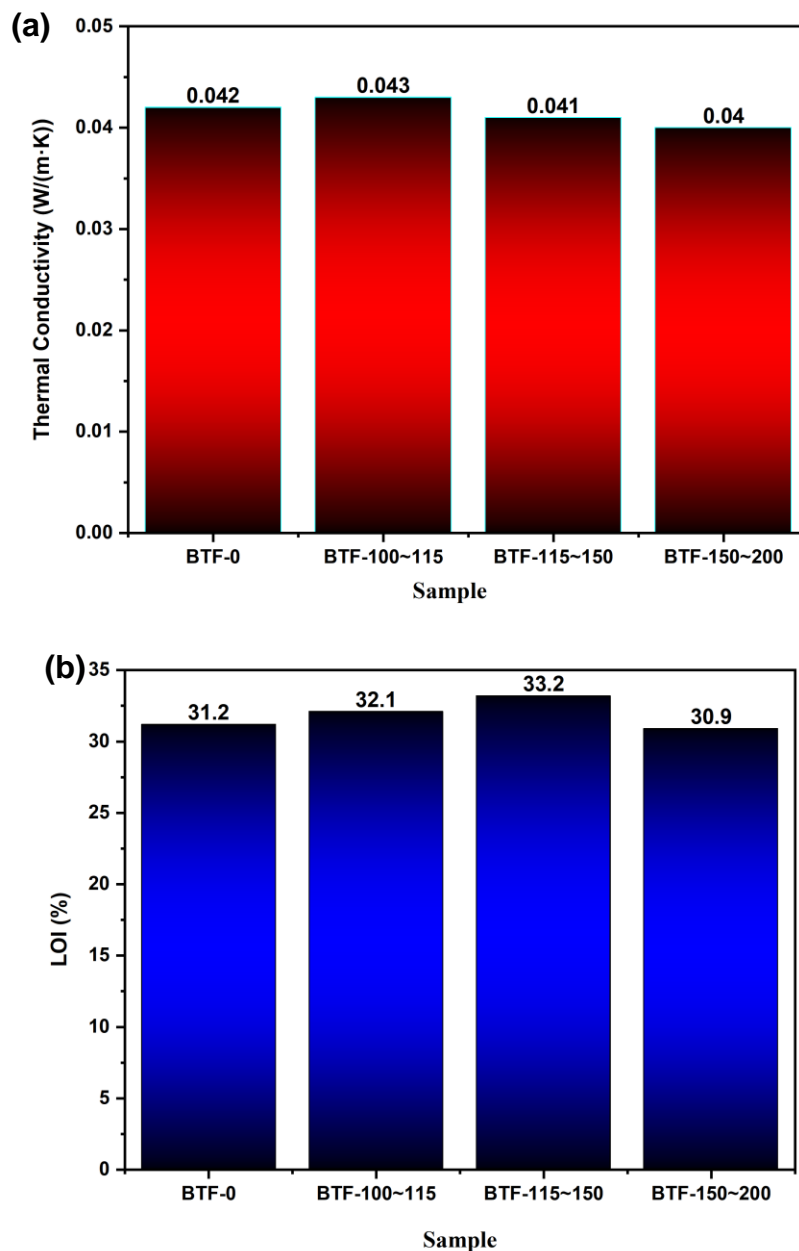 (a)
Thermal Conductivity (W/(m·K))
0.05
0.04
0.03
0.02
0.01
0.00
0.042
0.043
0.041
0.04
BTF-0
BTF-100~115
BTF-115~150
BTF-150~200
Sample
(b)
LOI (%)
35
30
25
20
15
10
5
0
31.2
32.1
33.2
30.9
BTF-0
BTF-100~115
BTF-115~150
BTF-150~200
Sample